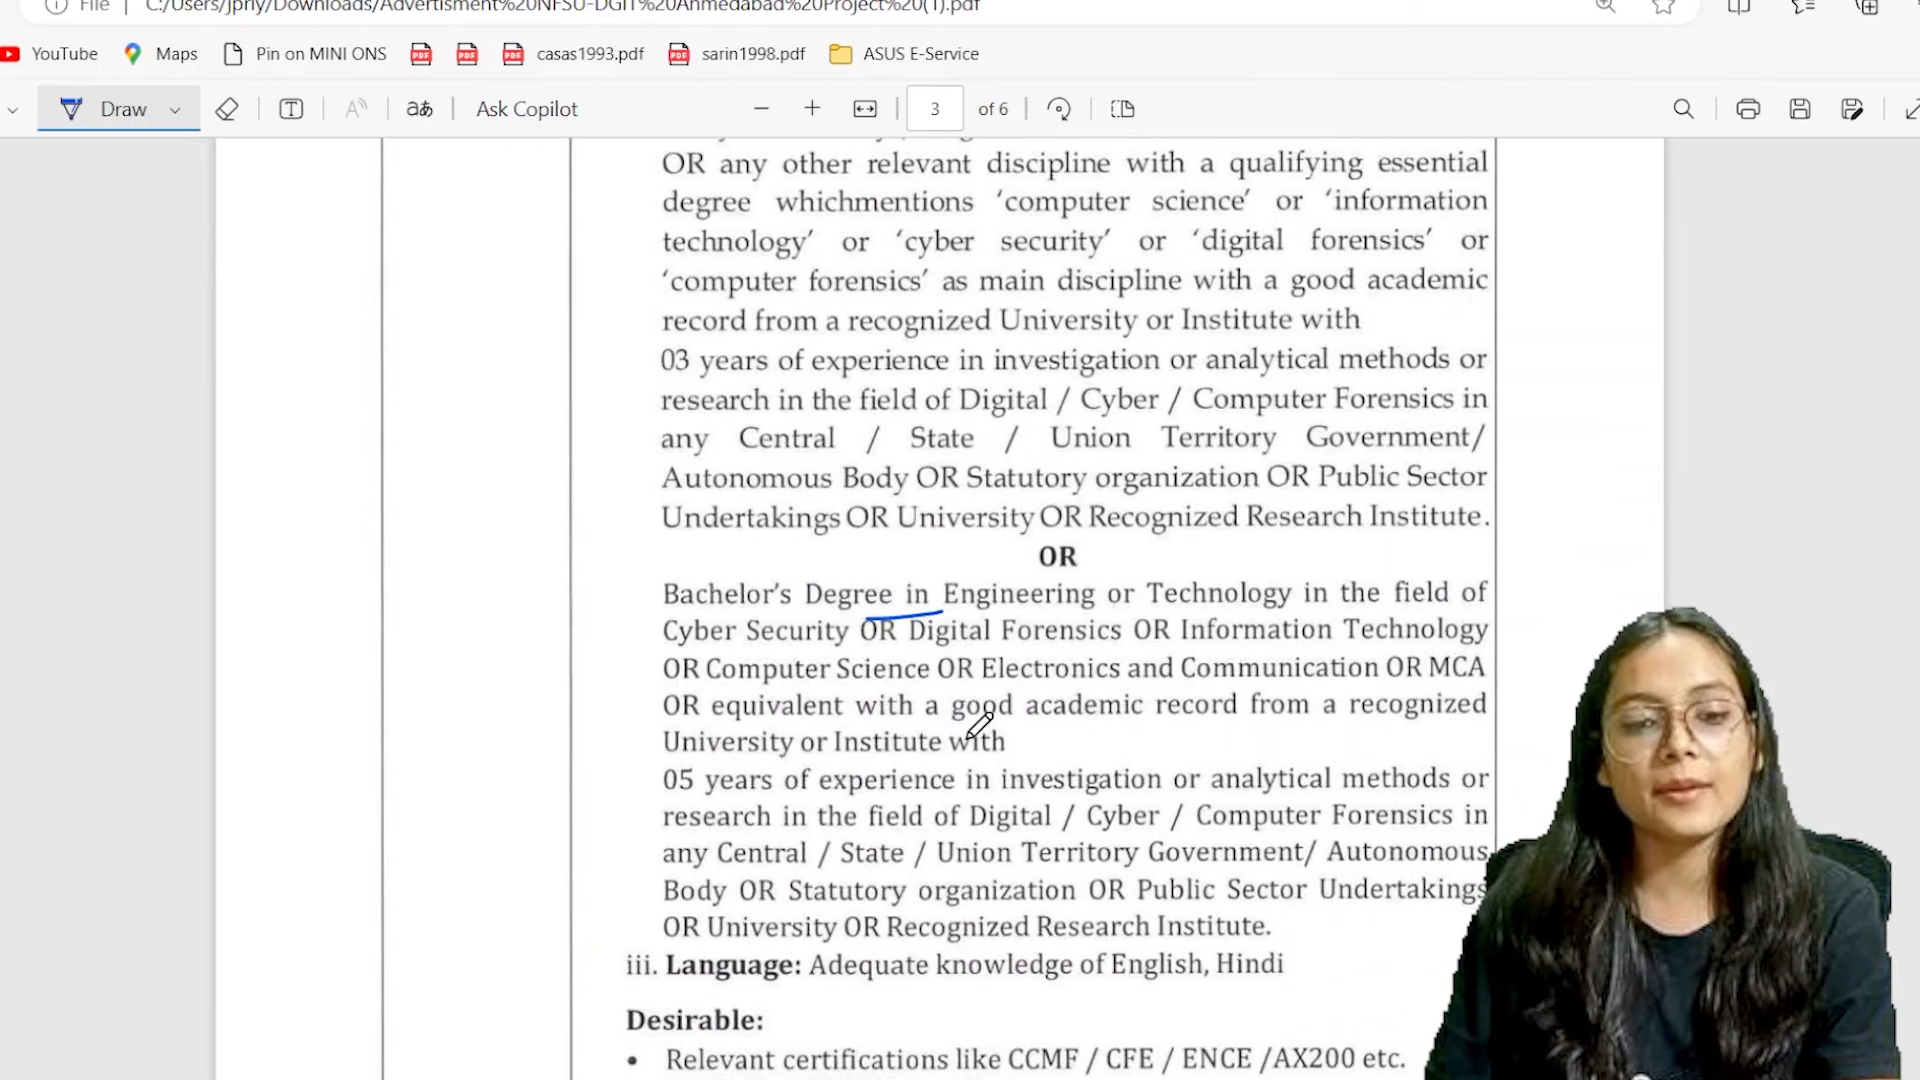 File | C:/Users/jpriy/Downloads/Advertisment%20NFSU-DGIT%20Ahmedabad%20Project%20(1).pdf
YouTube Maps Pin on MINI ONS PDF PDF PDF casas1993.pdf PDF sarin1998.pdf ASUS E-Service
Draw T A aあ Ask Copilot 3 of 6
OR any other relevant discipline with a qualifying essential
degree whichmentions ‘computer science’ or ‘information
technology’ or ‘cyber security’ or ‘digital forensics’ or
‘computer forensics’ as main discipline with a good academic
record from a recognized University or Institute with
03 years of experience in investigation or analytical methods or
research in the field of Digital / Cyber / Computer Forensics in
any Central / State / Union Territory Government/
Autonomous Body OR Statutory organization OR Public Sector
Undertakings OR University OR Recognized Research Institute.
OR
Bachelor’s Degree in Engineering or Technology in the field of
Cyber Security OR Digital Forensics OR Information Technology
OR Computer Science OR Electronics and Communication OR MCA
OR equivalent with a good academic record from a recognized
University or Institute with
05 years of experience in investigation or analytical methods or
research in the field of Digital / Cyber / Computer Forensics in
any Central / State / Union Territory Government/ Autonomous
Body OR Statutory organization OR Public Sector Undertakings
OR University OR Recognized Research Institute.
iii. Language: Adequate knowledge of English, Hindi
Desirable:
• Relevant certifications like CCMF / CFE / ENCE /AX200 etc.